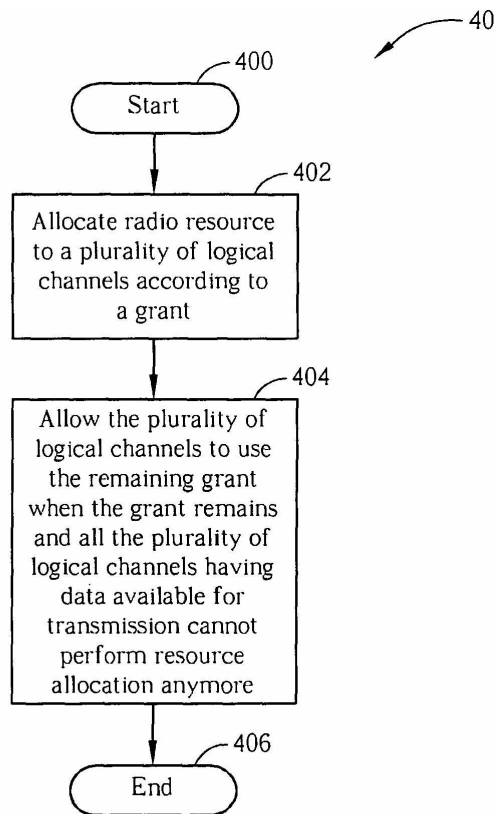 40
400
Start
402
Allocate radio resource
to a plurality of logical
channels according to
a grant
404
Allow the plurality of
logical channels to use
the remaining grant
when the grant remains
and all the plurality of
logical channels having
data available for
transmission cannot
perform resource
allocation anymore
406
End